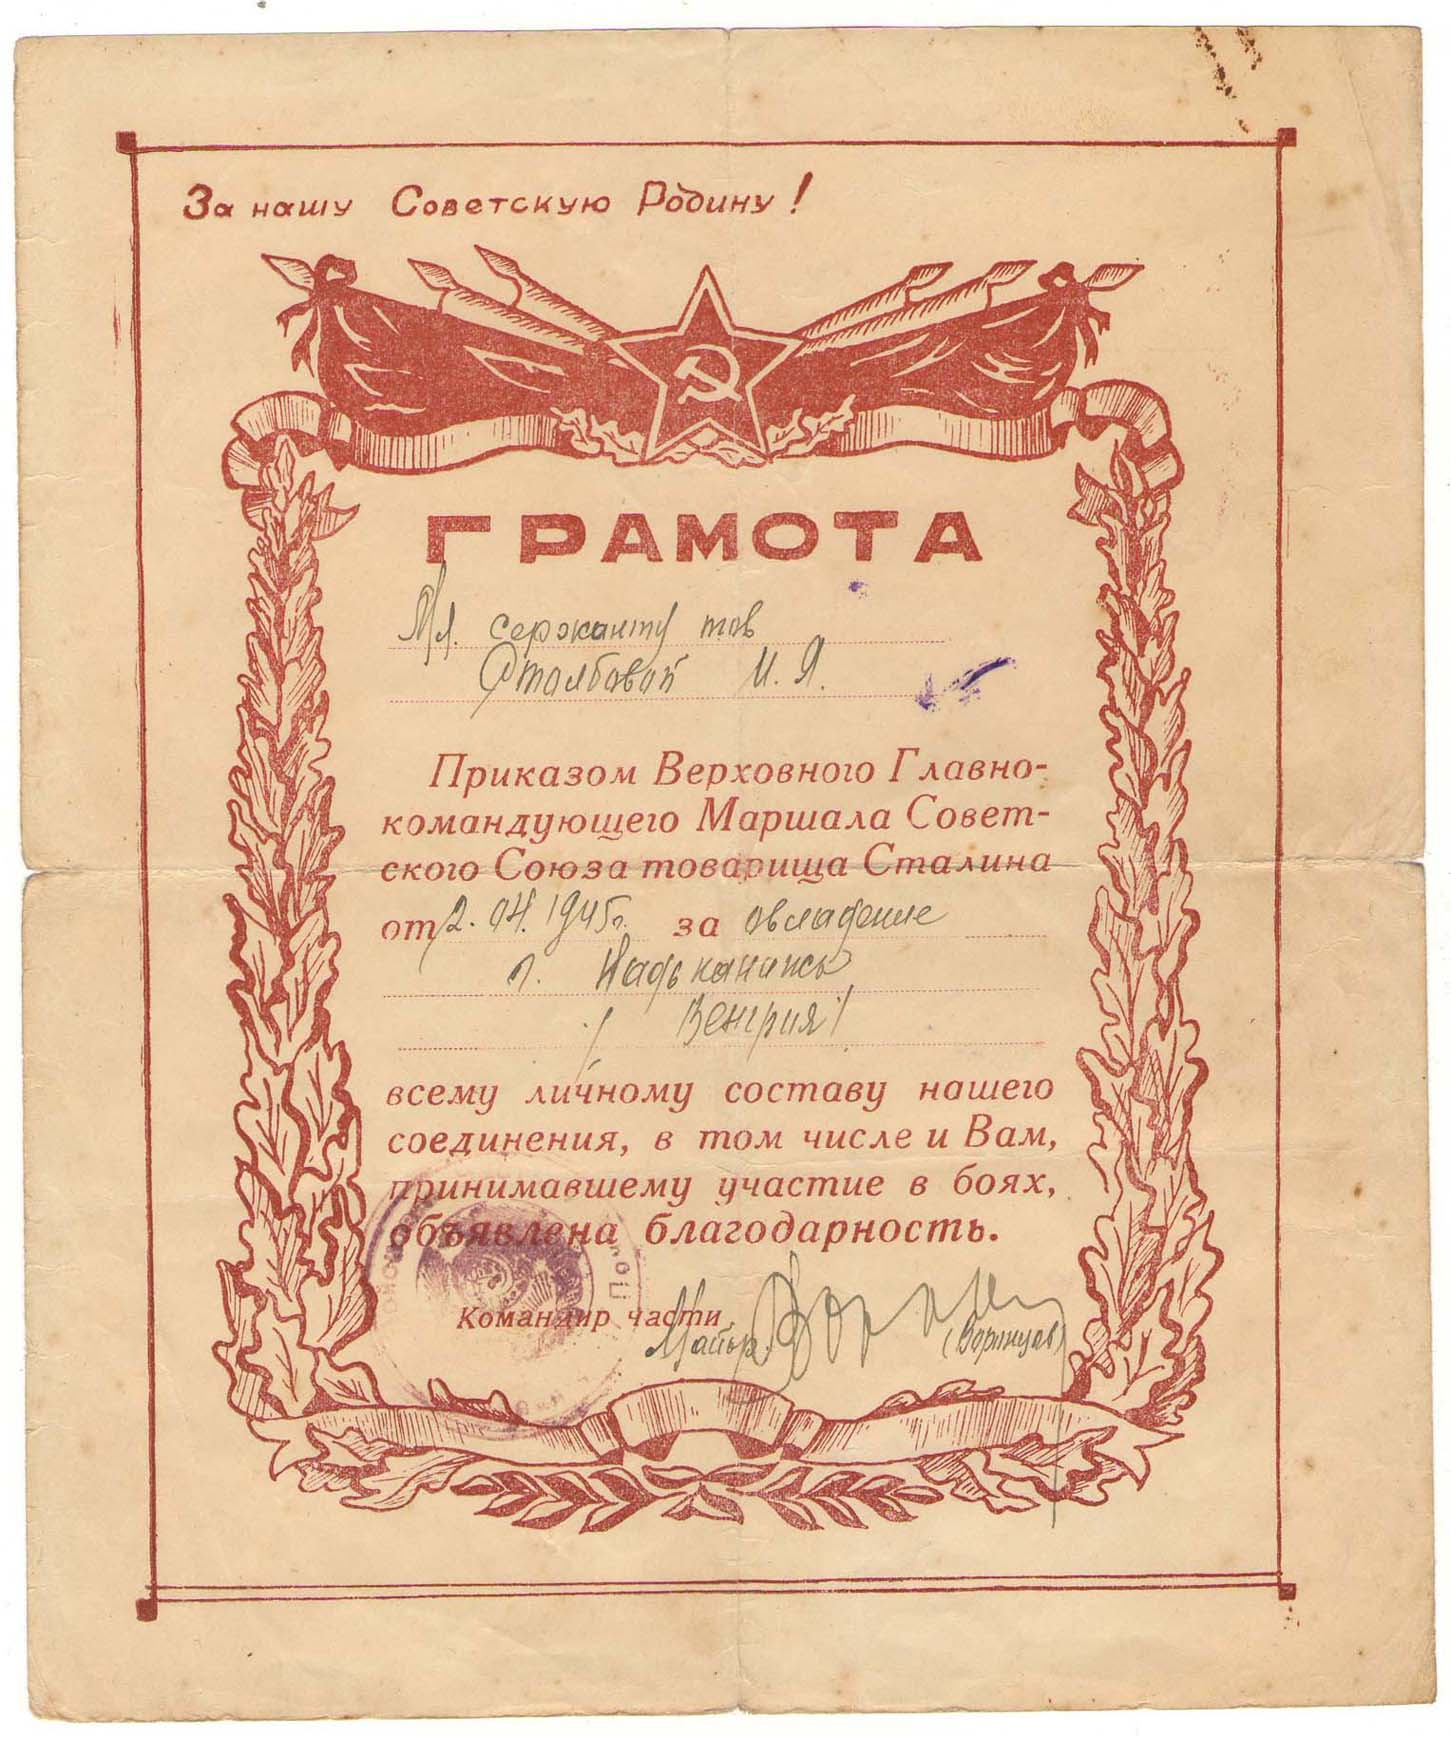 За нашу Советскую Родину!
ГРАМОТА
Мл. сержанту тов
Столбовой И. Я.
Приказом Верховного Главно-
командующего Маршала Совет-
ского Союза товарища Сталина
от 2.04.1945г. за овладение
г. Надьканижа
/Венгрия/
всему личному составу нашего
соединения, в том числе и Вам,
принимавшему участие в боях,
объявлена благодарность.
Командир части
Майор